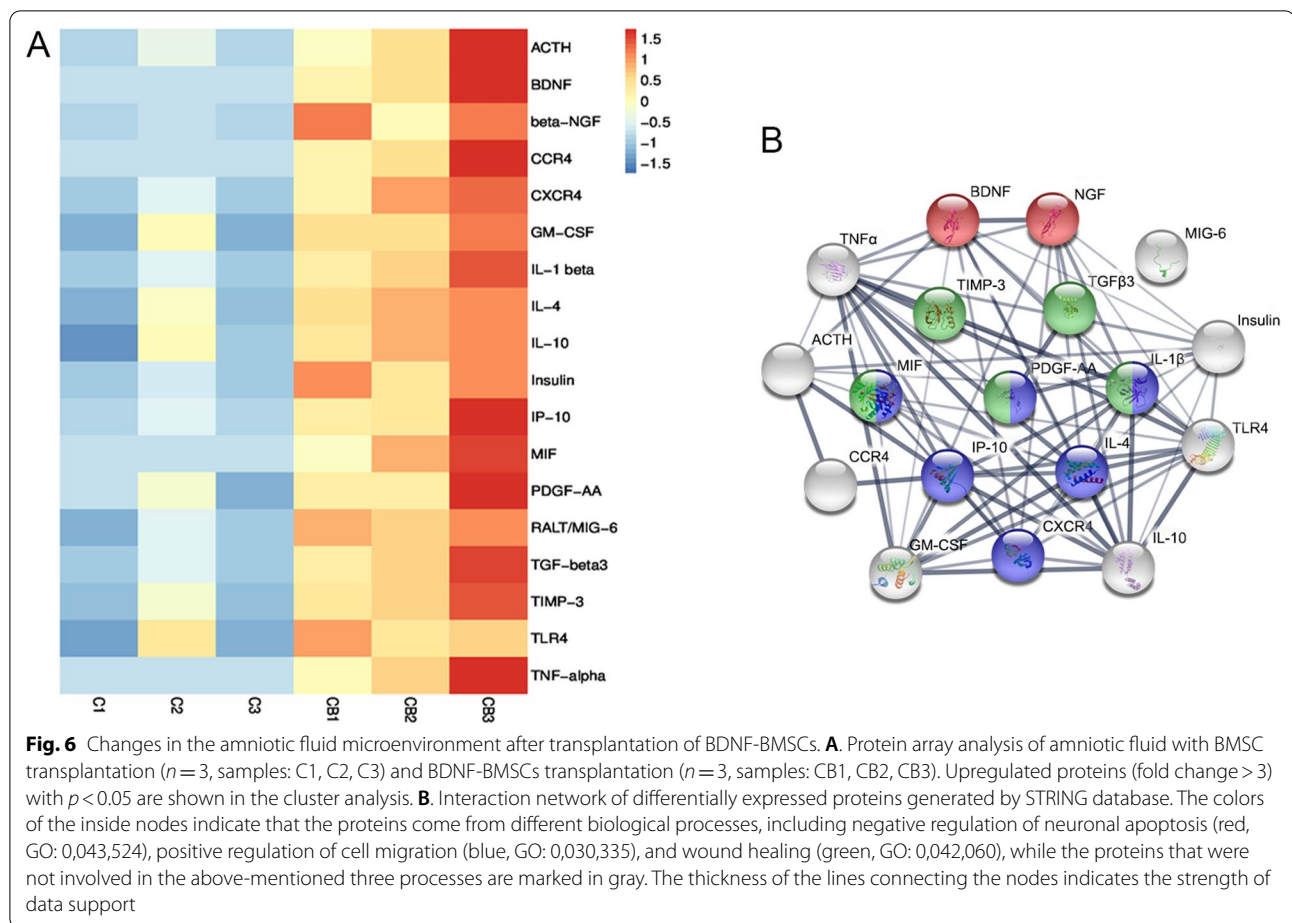 A
ACTH
BDNF
beta-NGF
CCR4
CXCR4
GM-CSF
IL-1 beta
IL-4
IL-10
Insulin
IP-10
MIF
PDGF-AA
RALT/MIG-6
TGF-beta3
TIMP-3
TLR4
TNF-alpha
C1
C2
C3
CB1
CB2
CB3
1.5
1
0.5
0
-0.5
-1
-1.5
B
BDNF
NGF
MIG-6
TNFα
TIMP-3
TGFβ3
Insulin
ACTH
MIF
PDGF-AA
IL-1β
TLR4
CCR4
IP-10
IL-4
GM-CSF
CXCR4
IL-10
Fig. 6 Changes in the amniotic fluid microenvironment after transplantation of BDNF-BMSCs. A. Protein array analysis of amniotic fluid with BMSC
transplantation (n = 3, samples: C1, C2, C3) and BDNF-BMSCs transplantation (n = 3, samples: CB1, CB2, CB3). Upregulated proteins (fold change > 3)
with p < 0.05 are shown in the cluster analysis. B. Interaction network of differentially expressed proteins generated by STRING database. The colors
of the inside nodes indicate that the proteins come from different biological processes, including negative regulation of neuronal apoptosis (red,
GO: 0,043,524), positive regulation of cell migration (blue, GO: 0,030,335), and wound healing (green, GO: 0,042,060), while the proteins that were
not involved in the above-mentioned three processes are marked in gray. The thickness of the lines connecting the nodes indicates the strength of
data support